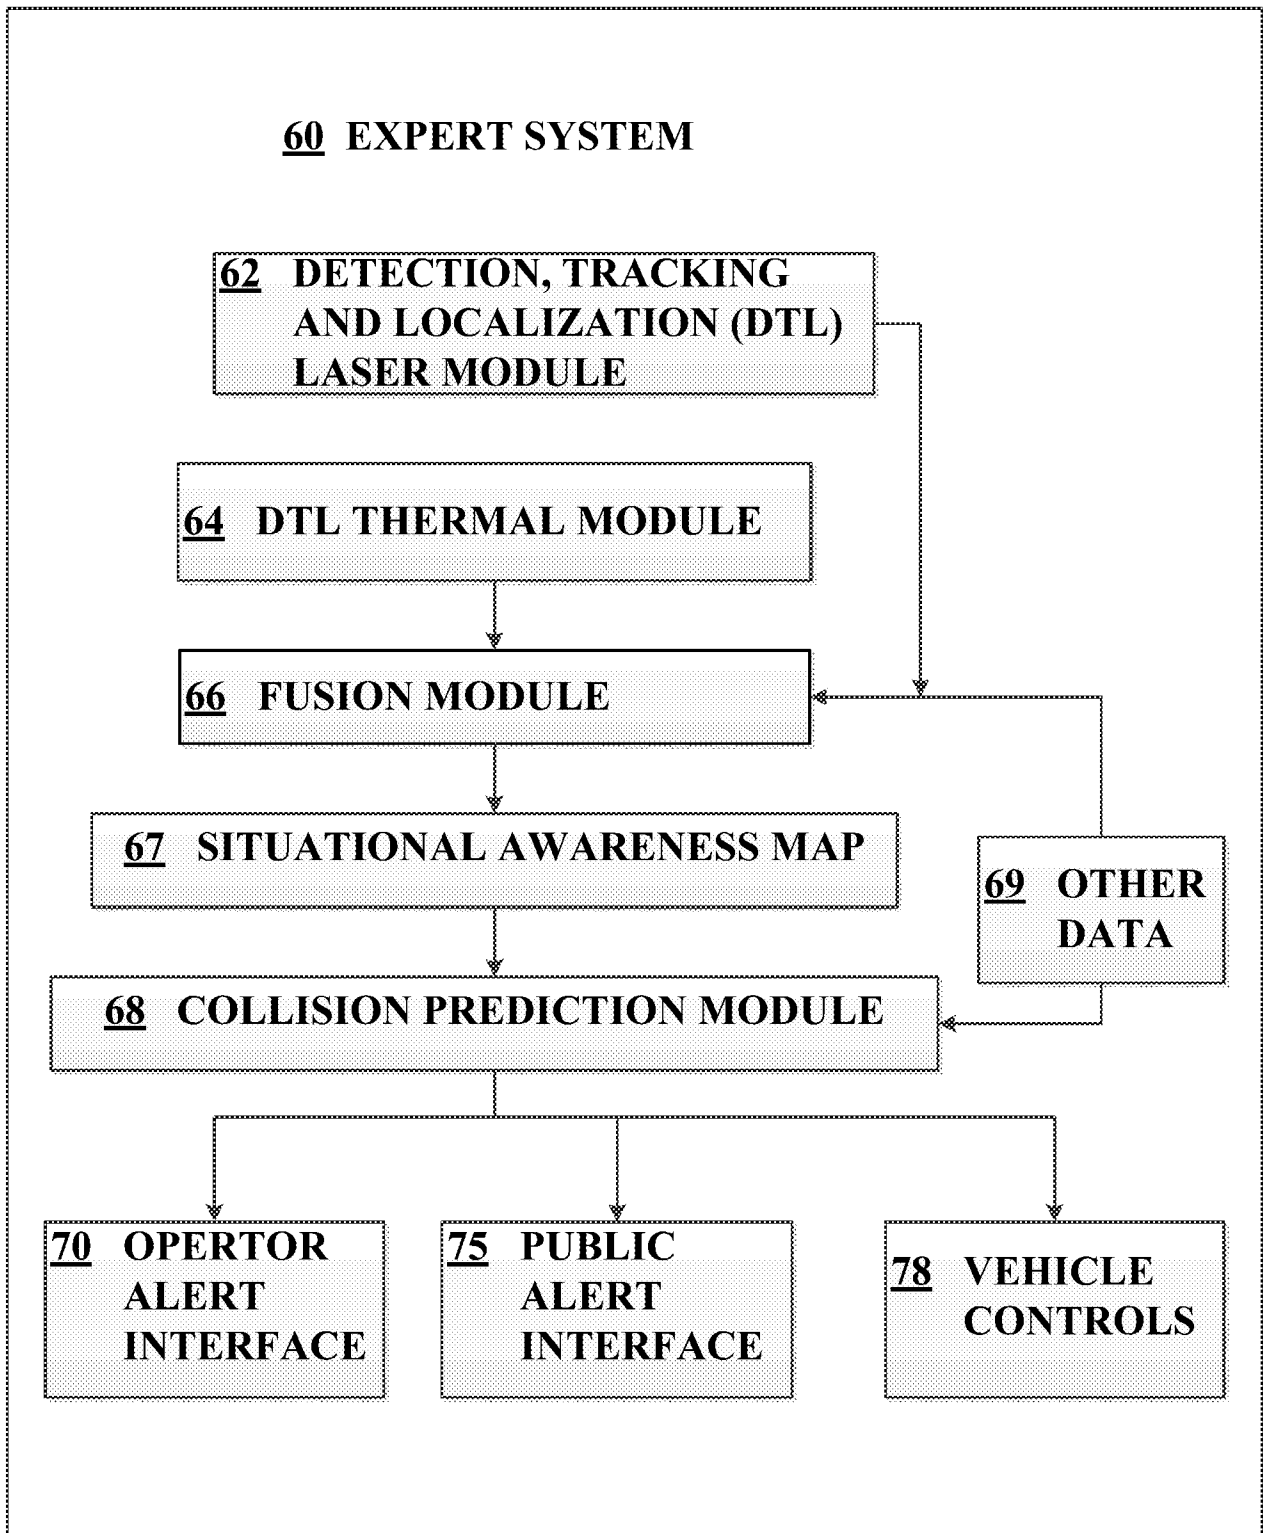 60 EXPERT SYSTEM
62 DETECTION, TRACKING
AND LOCALIZATION (DTL)
LASER MODULE
64 DTL THERMAL MODULE
66 FUSION MODULE
67 SITUATIONAL AWARENESS MAP
69 OTHER
DATA
68 COLLISION PREDICTION MODULE
70 OPERTOR
ALERT
INTERFACE
75 PUBLIC
ALERT
INTERFACE
78 VEHICLE
CONTROLS